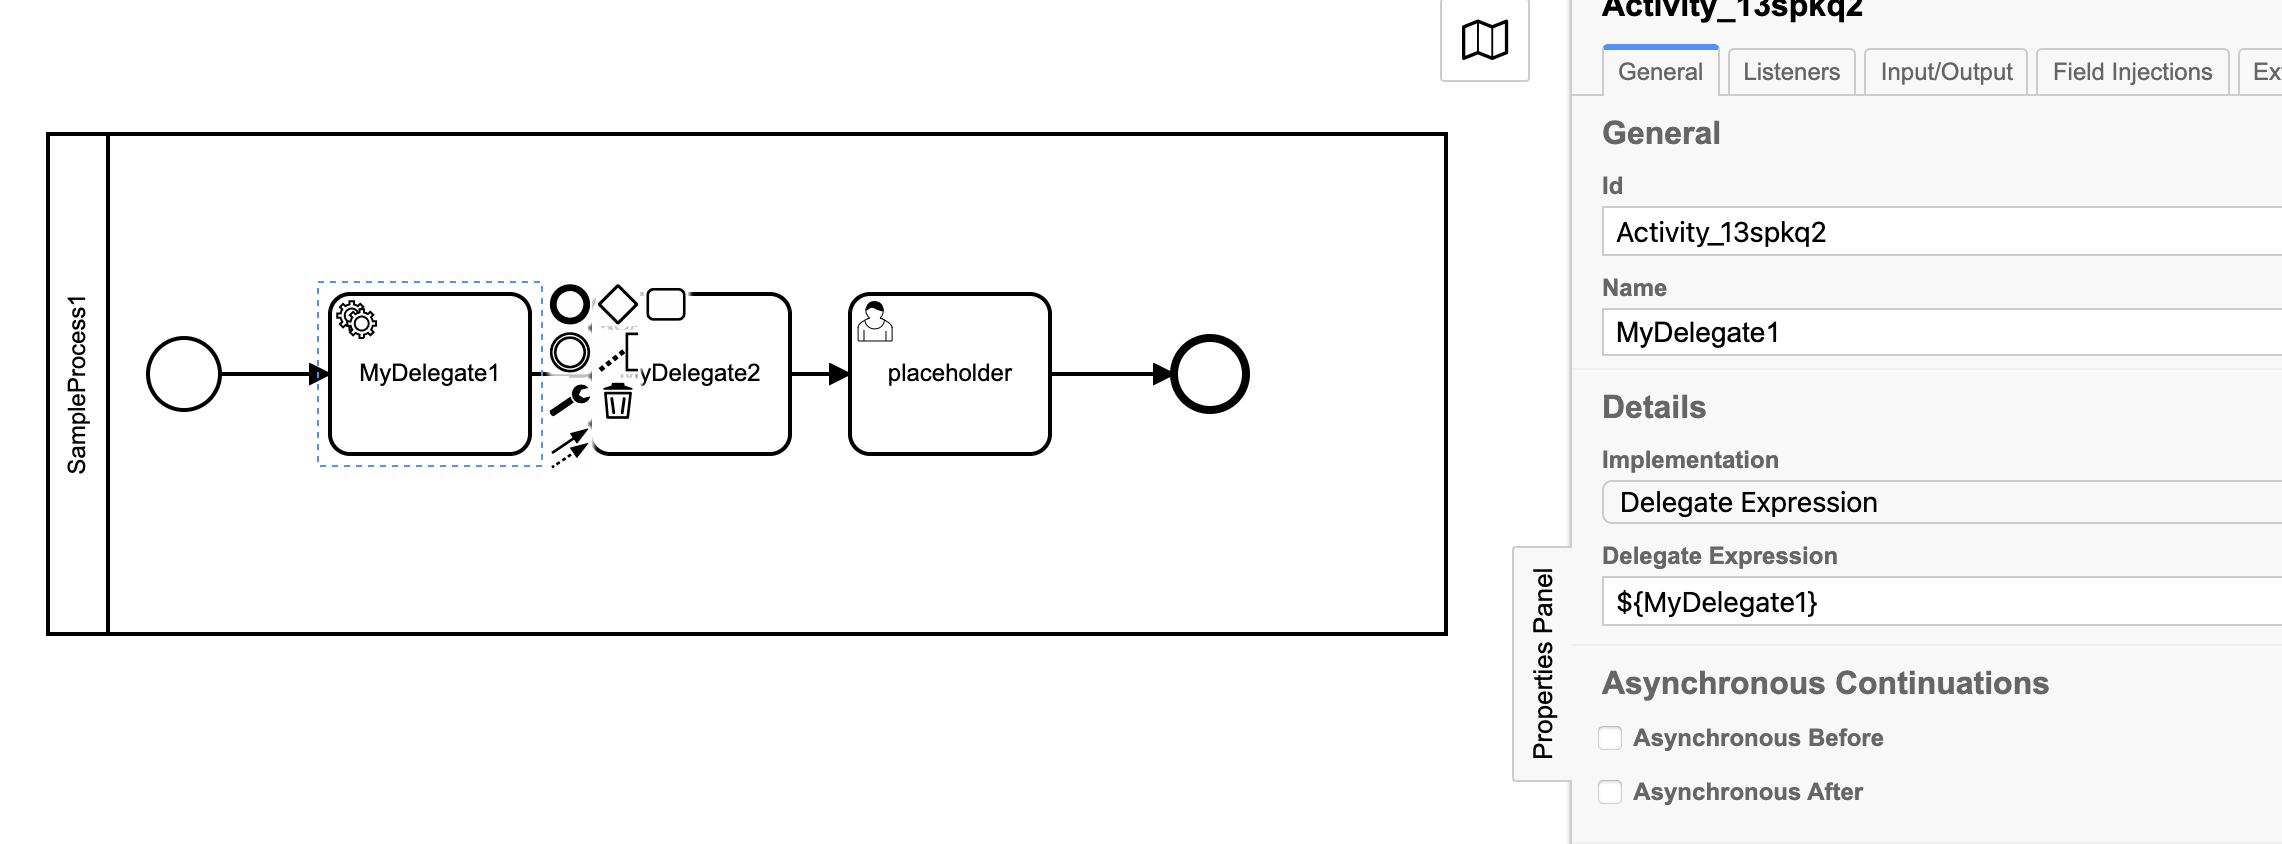 SampleProcess1
MyDelegate1
yDelegate2
placeholder
Properties Panel
Activity_13spkq2
General
Listeners
Input/Output
Field Injections
Ex
General
Id
Activity_13spkq2
Name
MyDelegate1
Details
Implementation
Delegate Expression
Delegate Expression
${MyDelegate1}
Asynchronous Continuations
Asynchronous Before
Asynchronous After